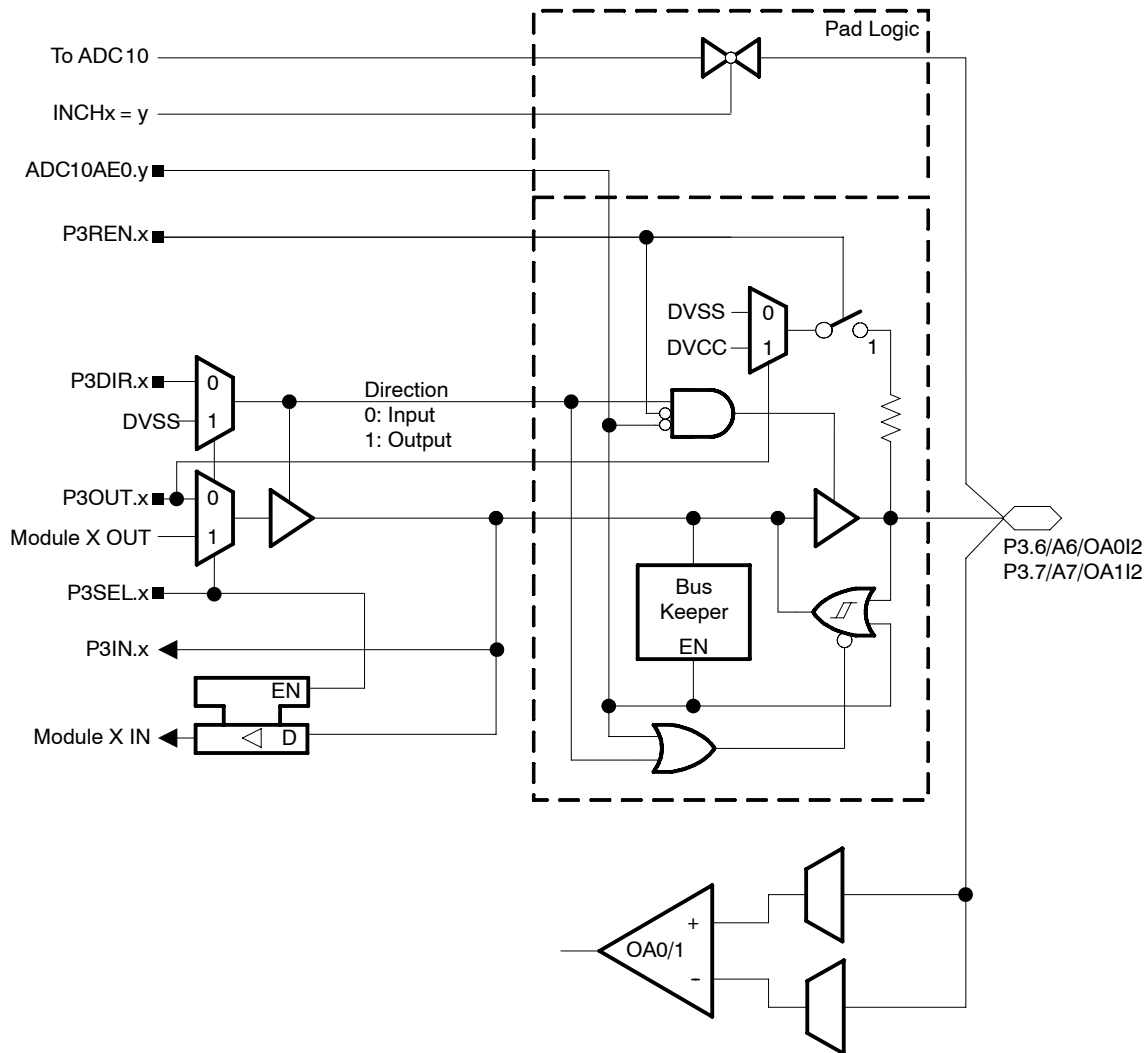 Pad Logic
To ADC10
INCHx = y
ADC10AE0.y
P3REN.x
DVSS
0
DVCC
1
1
P3DIR.x
0
DVSS
1
Direction
0: Input
1: Output
P3OUT.x
0
Module X OUT
1
P3SEL.x
P3IN.x
EN
Module X IN
D
Bus
Keeper
EN
P3.6/A6/OA0I2
P3.7/A7/OA1I2
+
OA0/1
−